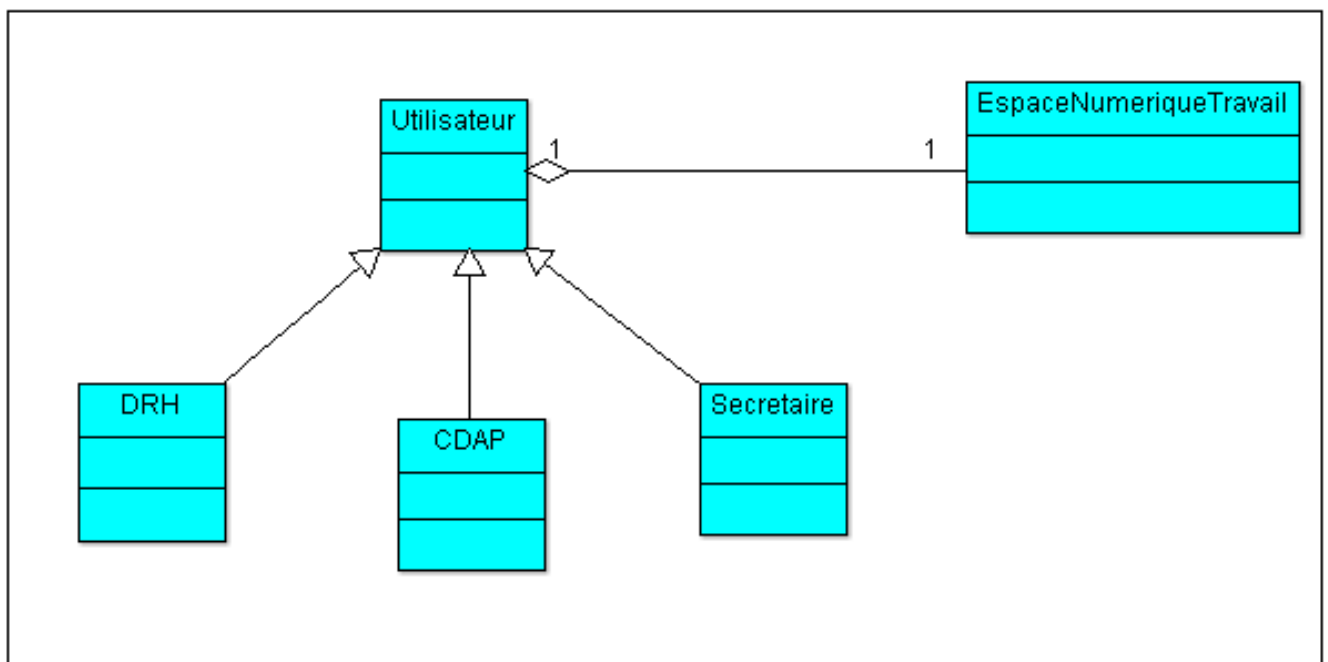 Utilisateur
EspaceNumeriqueTravail
1
1
DRH
CDAP
Secretaire